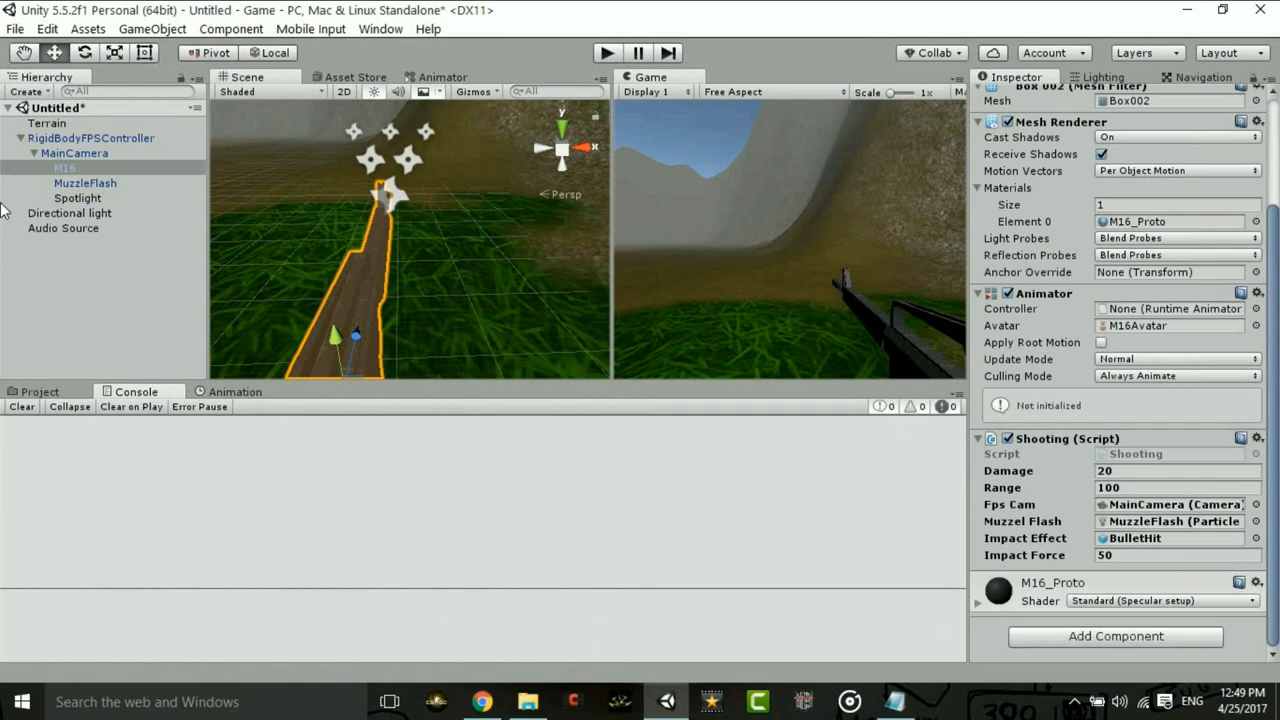 Unity 5.5.2f1 Personal (64bit) - Untitled - Game - PC, Mac & Linux Standalone* <DX11>
File Edit Assets GameObject Component Mobile Input Window Help
Pivot Local Collab Account Layers Layout
Hierarchy
Create All
Untitled*
Terrain
RigidBodyFPSController
MainCamera
M16
MuzzleFlash
Spotlight
Directional light
Audio Source
Scene Asset Store Animator
Shaded 2D Gizmos All
y
x
Persp
Game
Display 1 Free Aspect Scale 1x Ma
Inspector Lighting Navigation
Box 002 (Mesh Filter)
Mesh Box002
Mesh Renderer
Cast Shadows On
Receive Shadows
Motion Vectors Per Object Motion
Materials
Size 1
Element 0 M16_Proto
Light Probes Blend Probes
Reflection Probes Blend Probes
Anchor Override None (Transform)
Animator
Controller None (Runtime Animator
Avatar M16Avatar
Apply Root Motion
Update Mode Normal
Culling Mode Always Animate
Not initialized
Shooting (Script)
Script Shooting
Damage 20
Range 100
Fps Cam MainCamera (Camera)
Muzzel Flash MuzzleFlash (Particle
Impact Effect BulletHit
Impact Force 50
M16_Proto
Shader Standard (Specular setup)
Add Component
Project Console Animation
Clear Collapse Clear on Play Error Pause 0 0 0
Search the web and Windows
ENG
12:49 PM
4/25/2017